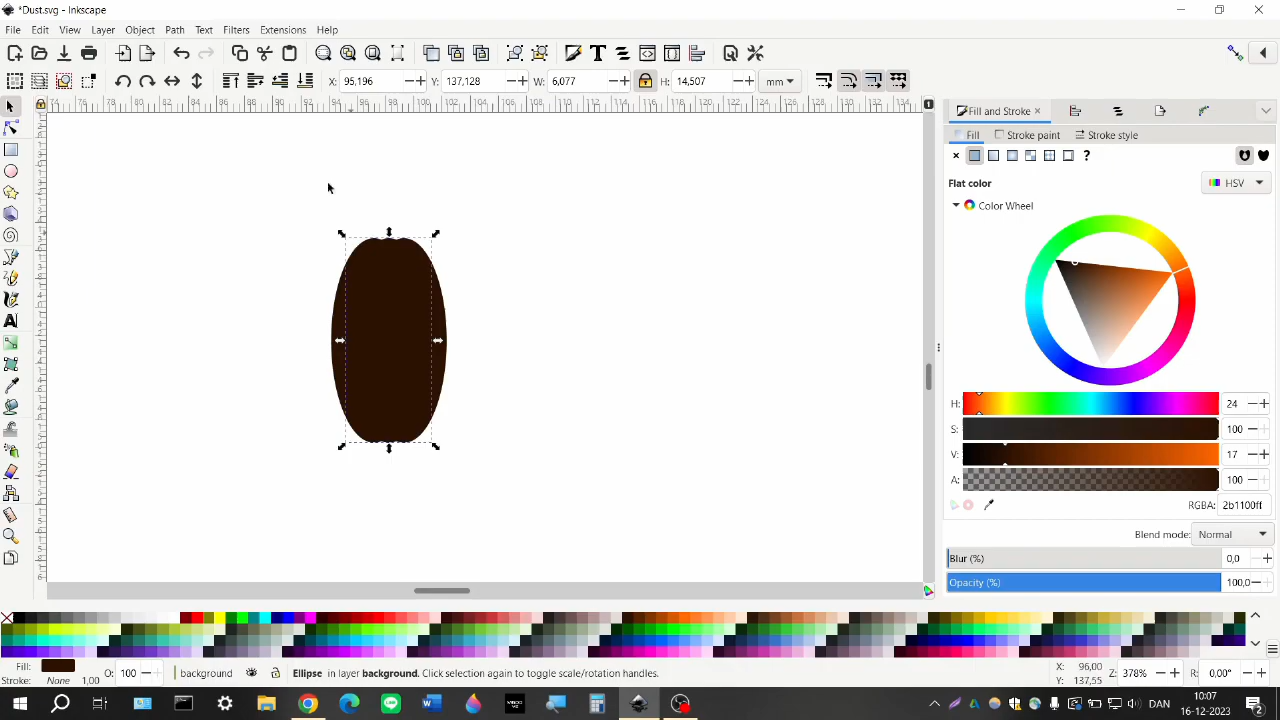 *Dust.svg - Inkscape
File Edit View Layer Object Path Text Filters Extensions Help
X: 95,196 Y: 137,128 W: 6,077 H: 14,507 mm
Fill and Stroke
Fill Stroke paint Stroke style
Flat color HSV
Color Wheel
H: 24
S: 100
V: 17
A: 100
RGBA: 2b1100ff
Blend mode: Normal
Blur (%) 0,0
Opacity (%) 100,0
Fill: O: 100 background Ellipse in layer background. Click selection again to toggle scale/rotation handles. X: 96,00 Z: 378% R: 0,00°
Stroke: None 1,00 Y: 137,55
DAN 10:07
16-12-2023